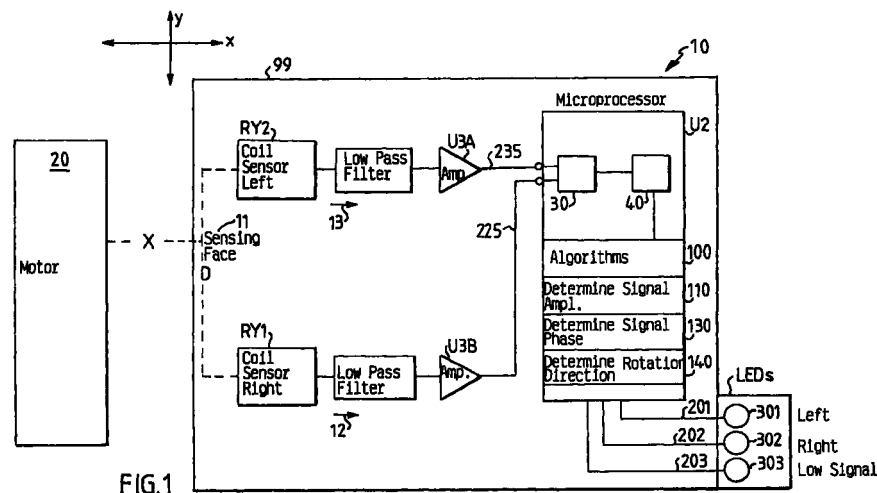 y
x
99
10
Microprocessor
U2
20
Motor
X
RY2
Coil
Sensor
Left
Low Pass
Filter
13
U3A
Amp
235
30
40
225
11
Sensing
Face
D
Algorithms
100
Determine Signal
Ampl.
110
Determine Signal
Phase
130
Determine Rotation
Direction
140
RY1
Coil
Sensor
Right
Low Pass
Filter
12
U3B
Amp.
LEDs
201
301
Left
202
302
Right
203
303
Low Signal
FIG.1